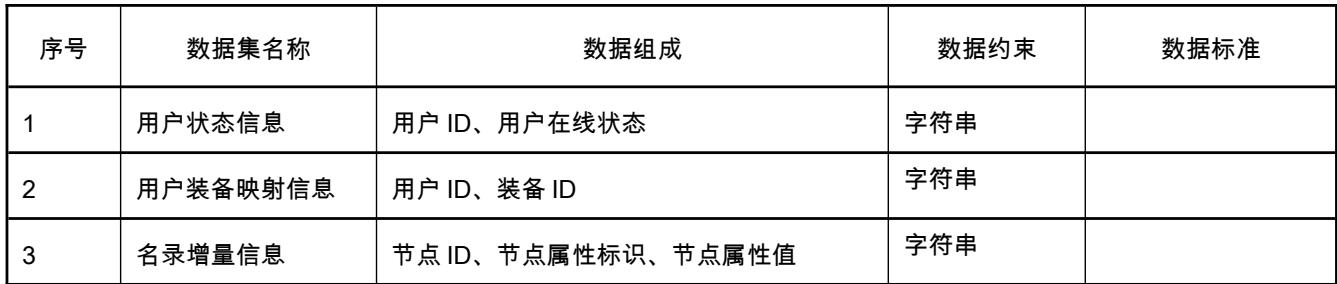 序号 数据集名称 数据组成 数据约束 数据标准
1 用户状态信息 用户 ID、用户在线状态 字符串
2 用户装备映射信息 用户 ID、装备 ID 字符串
3 名录增量信息 节点 ID、节点属性标识、节点属性值 字符串